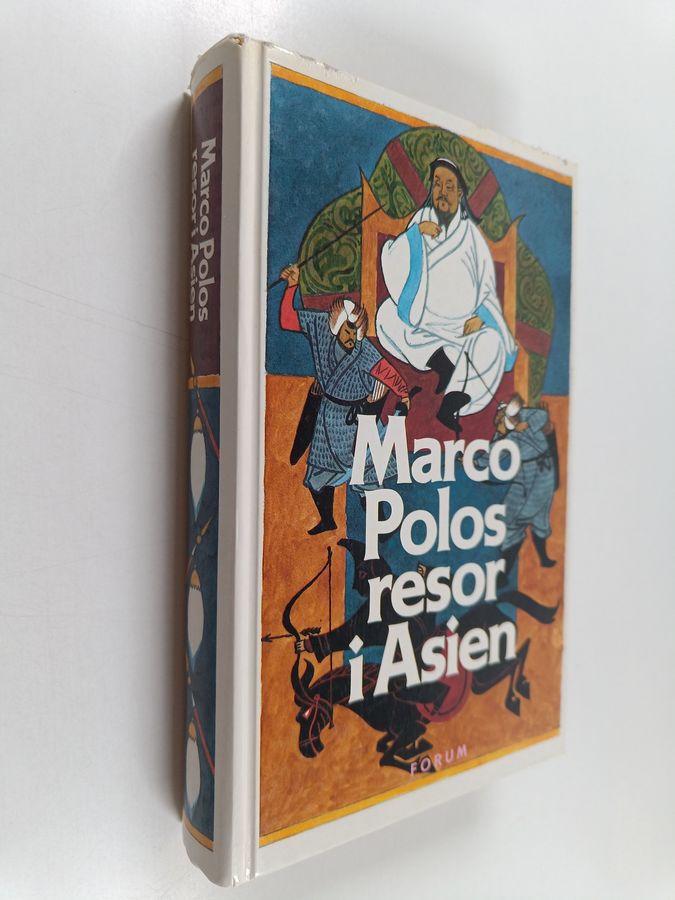 Marco Polos
resor i Asien
Marco
Polos
resor
i Asien
FORUM